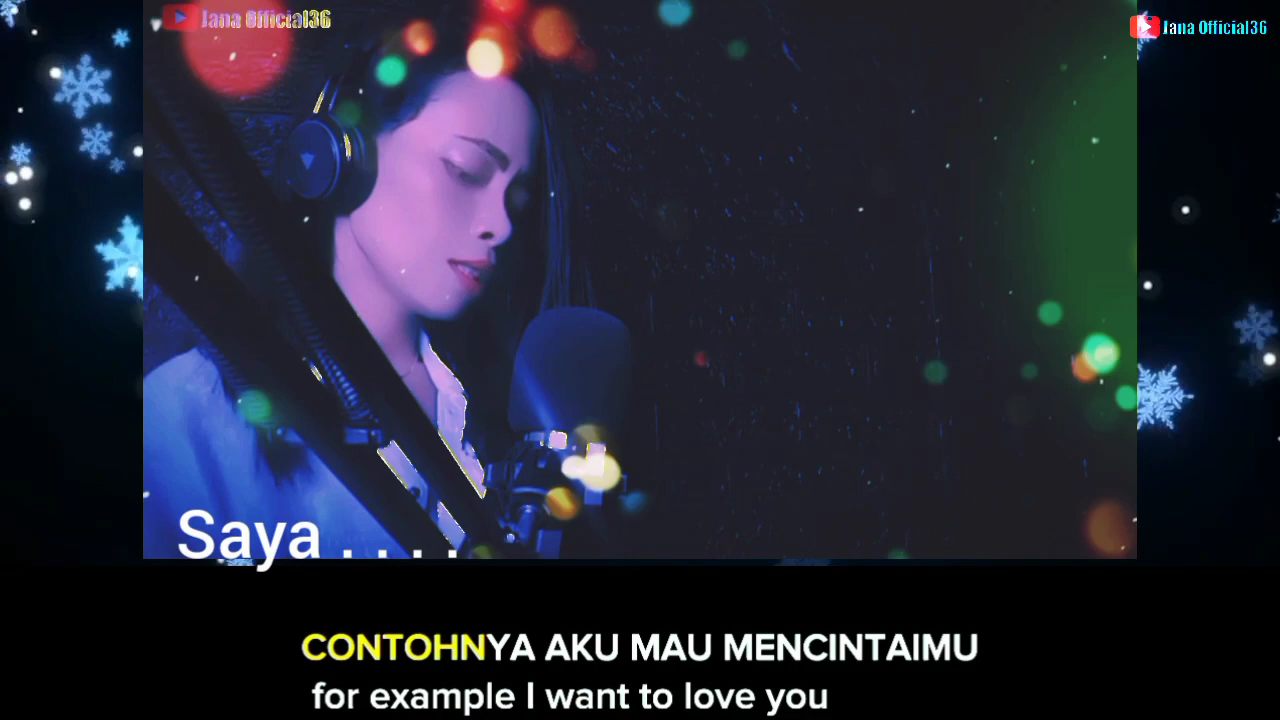 Jana Official36
Jana Official36
Saya . . . .
CONTOHNYA AKU MAU MENCINTAIMU
for example I want to love you